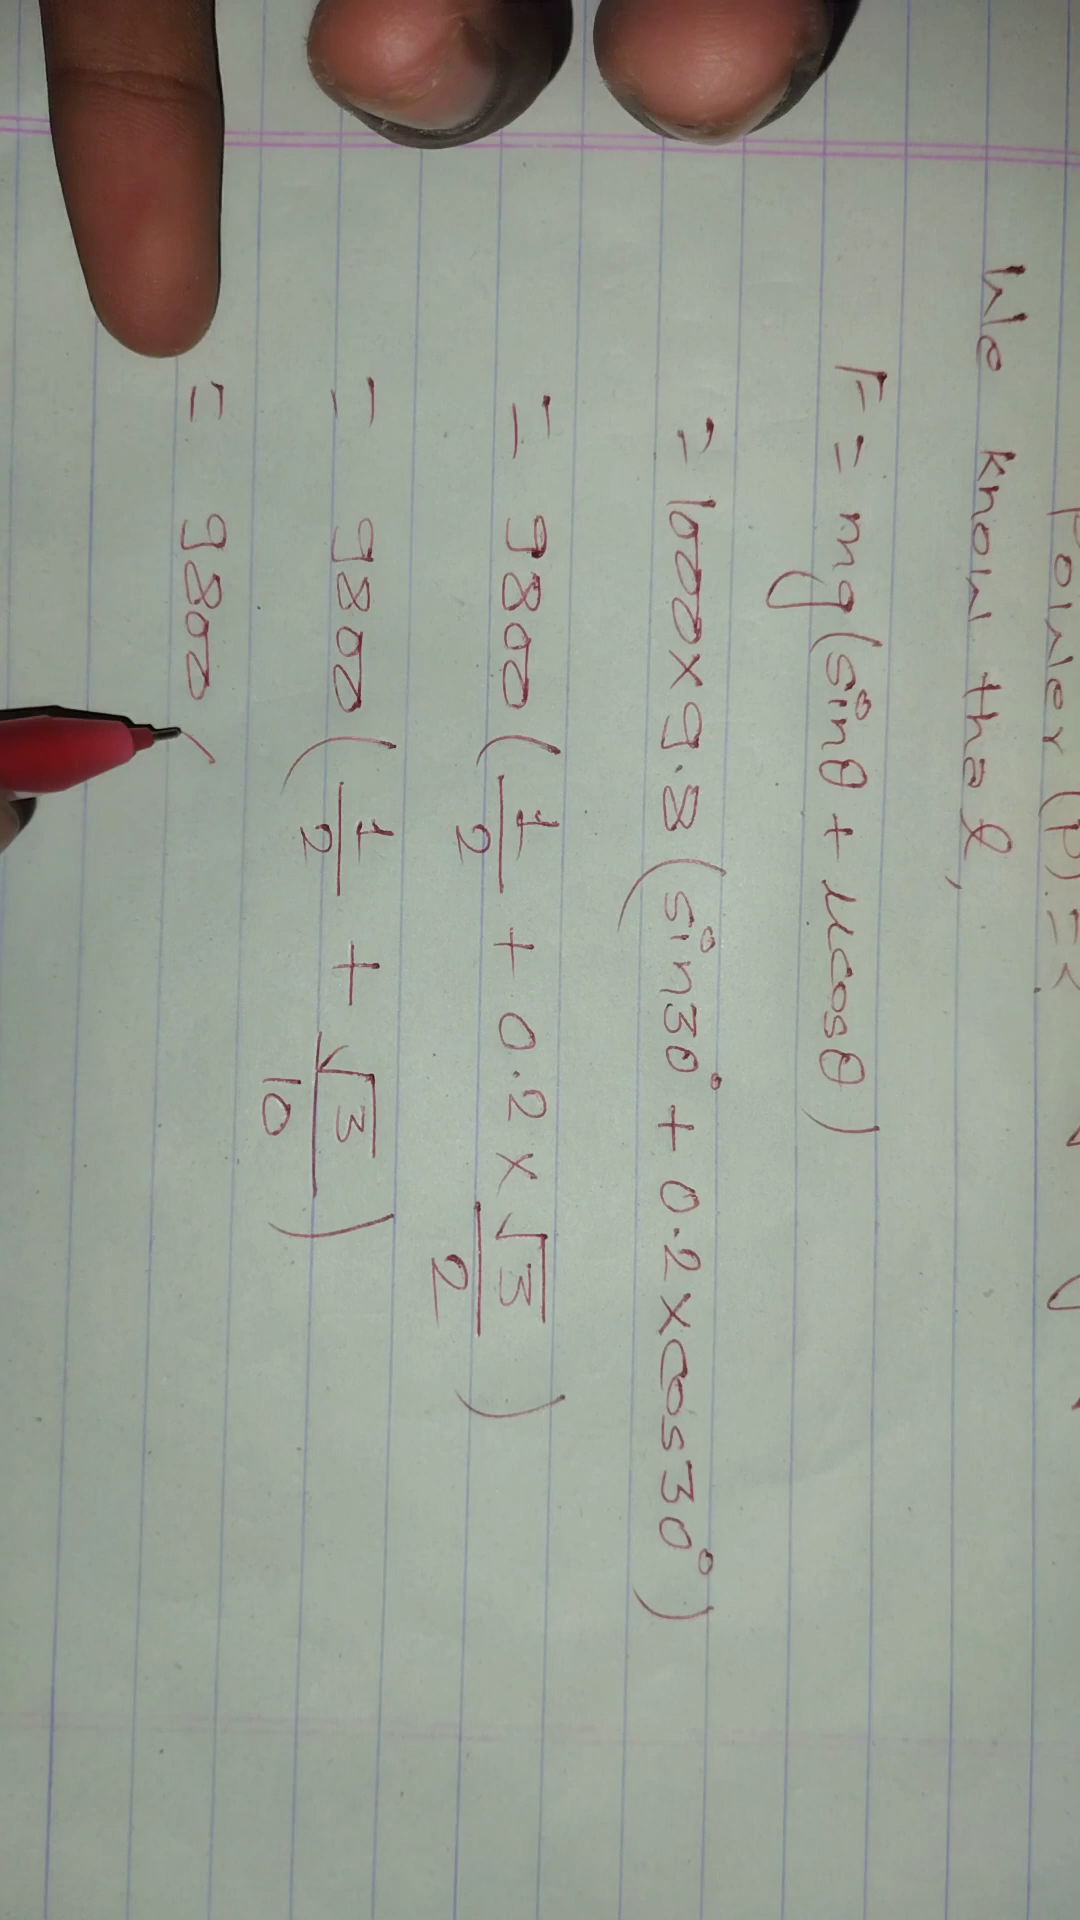 Power (P) =
We know that,
F = mg(sinθ + μcosθ)
= 1000×9.8(sin30° + 0.2×cos30°)
= 9800(1/2 + 0.2×√3/2)
= 9800(1/2 + √3/10)
= 9800(